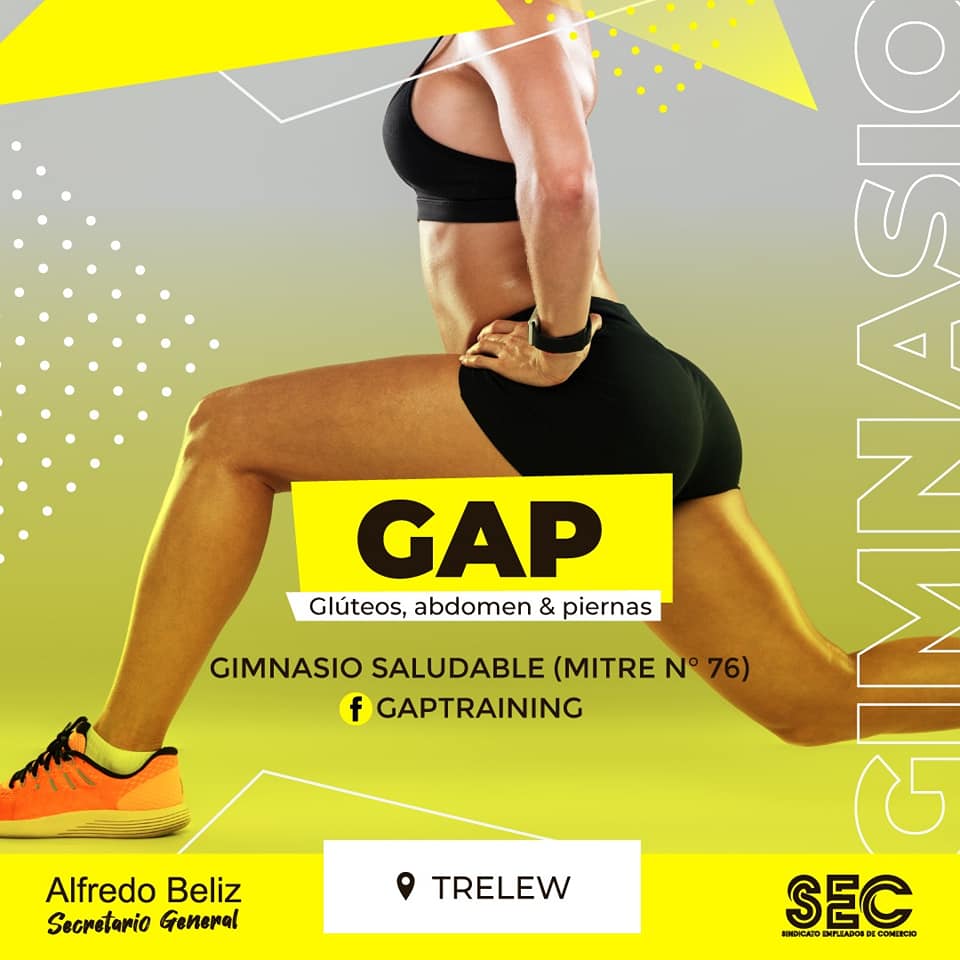 GIMNASIO
GAP
Glúteos, abdomen & piernas
GIMNASIO SALUDABLE (MITRE N° 76)
f GAPTRAINING
Alfredo Beliz
Secretario General
TRELEW
SEC
SINDICATO EMPLEADOS DE COMERCIO